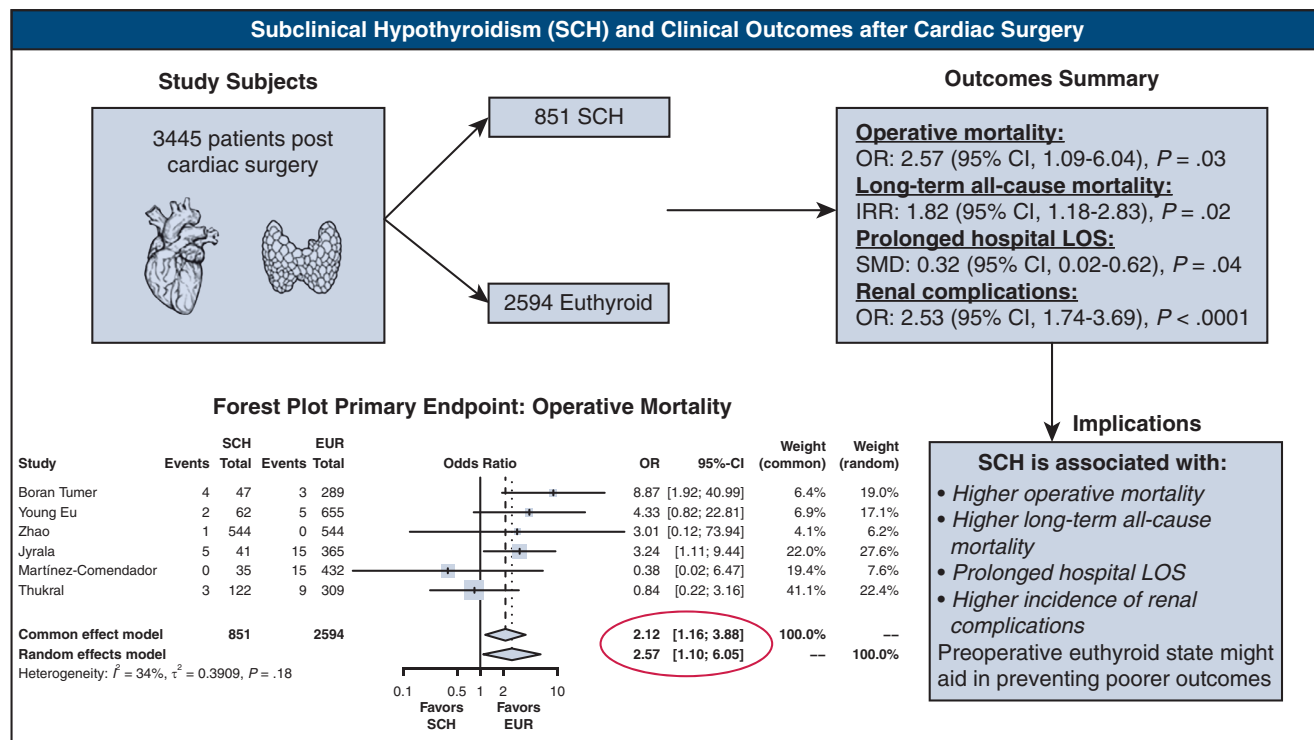 Subclinical Hypothyroidism (SCH) and Clinical Outcomes after Cardiac Surgery
Study Subjects
3445 patients post
cardiac surgery
851 SCH
2594 Euthyroid
Outcomes Summary
Operative mortality:
OR: 2.57 (95% CI, 1.09-6.04), P = .03
Long-term all-cause mortality:
IRR: 1.82 (95% CI, 1.18-2.83), P = .02
Prolonged hospital LOS:
SMD: 0.32 (95% CI, 0.02-0.62), P = .04
Renal complications:
OR: 2.53 (95% CI, 1.74-3.69), P < .0001
Forest Plot Primary Endpoint: Operative Mortality
SCH EUR Weight Weight
Study Events Total Events Total Odds Ratio OR 95%-CI (common) (random)
Boran Tumer 4 47 3 289 8.87 [1.92; 40.99] 6.4% 19.0%
Young Eu 2 62 5 655 4.33 [0.82; 22.81] 6.9% 17.1%
Zhao 1 544 0 544 3.01 [0.12; 73.94] 4.1% 6.2%
Jyrala 5 41 15 365 3.24 [1.11; 9.44] 22.0% 27.6%
Martínez-Comendador 0 35 15 432 0.38 [0.02; 6.47] 19.4% 7.6%
Thukral 3 122 9 309 0.84 [0.22; 3.16] 41.1% 22.4%
Common effect model 851 2594 2.12 [1.16; 3.88] 100.0% --
Random effects model 2.57 [1.10; 6.05] -- 100.0%
Heterogeneity: I² = 34%, τ² = 0.3909, P = .18
0.1 0.5 1 2 10
Favors Favors
SCH EUR
Implications
SCH is associated with:
• Higher operative mortality
• Higher long-term all-cause
mortality
• Prolonged hospital LOS
• Higher incidence of renal
complications
Preoperative euthyroid state might
aid in preventing poorer outcomes